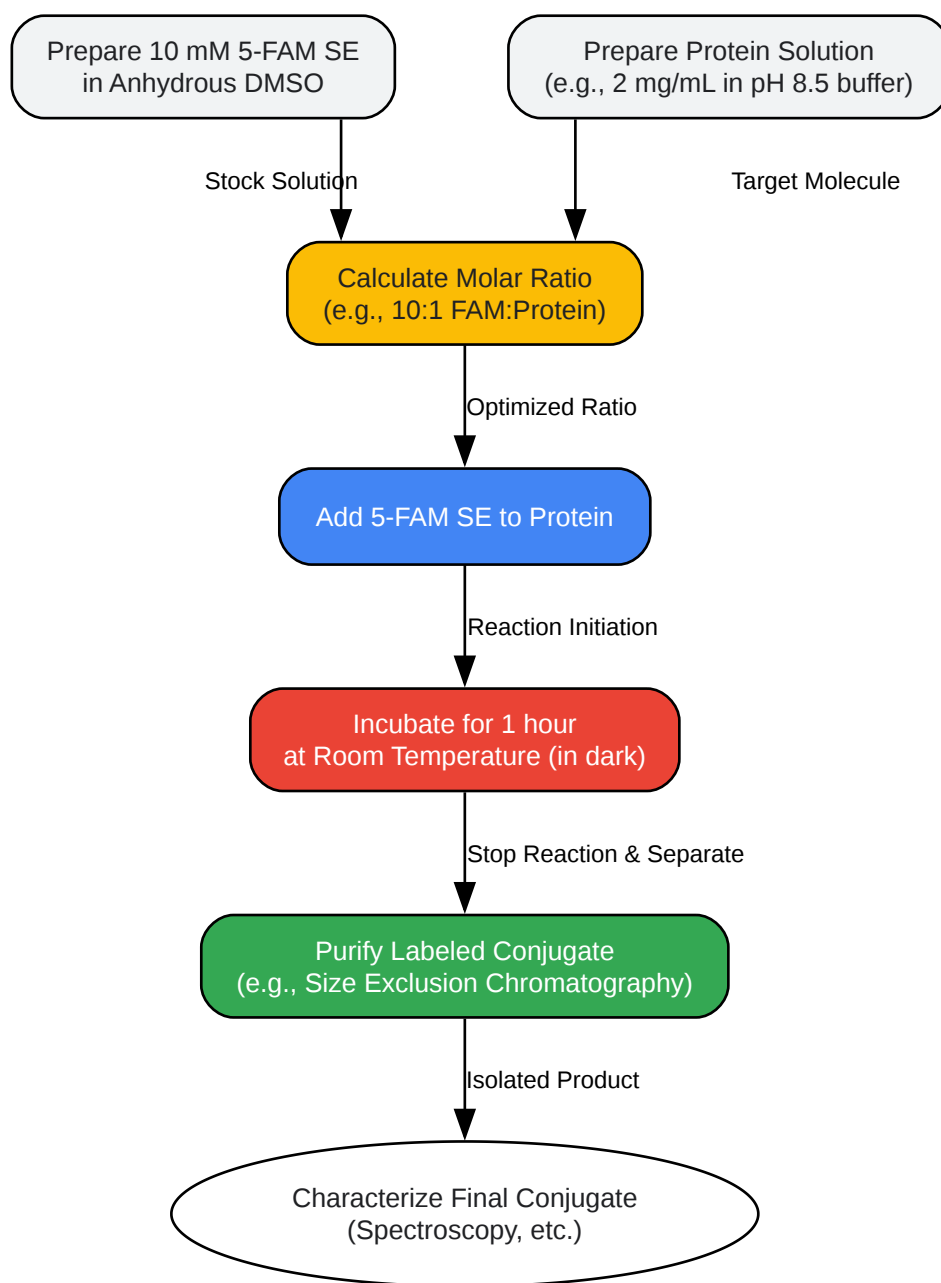 Prepare 10 mM 5-FAM SE
in Anhydrous DMSO
Prepare Protein Solution
(e.g., 2 mg/mL in pH 8.5 buffer)
Stock Solution
Target Molecule
Calculate Molar Ratio
(e.g., 10:1 FAM:Protein)
Optimized Ratio
Add 5-FAM SE to Protein
Reaction Initiation
Incubate for 1 hour
at Room Temperature (in dark)
Stop Reaction & Separate
Purify Labeled Conjugate
(e.g., Size Exclusion Chromatography)
Isolated Product
Characterize Final Conjugate
(Spectroscopy, etc.)